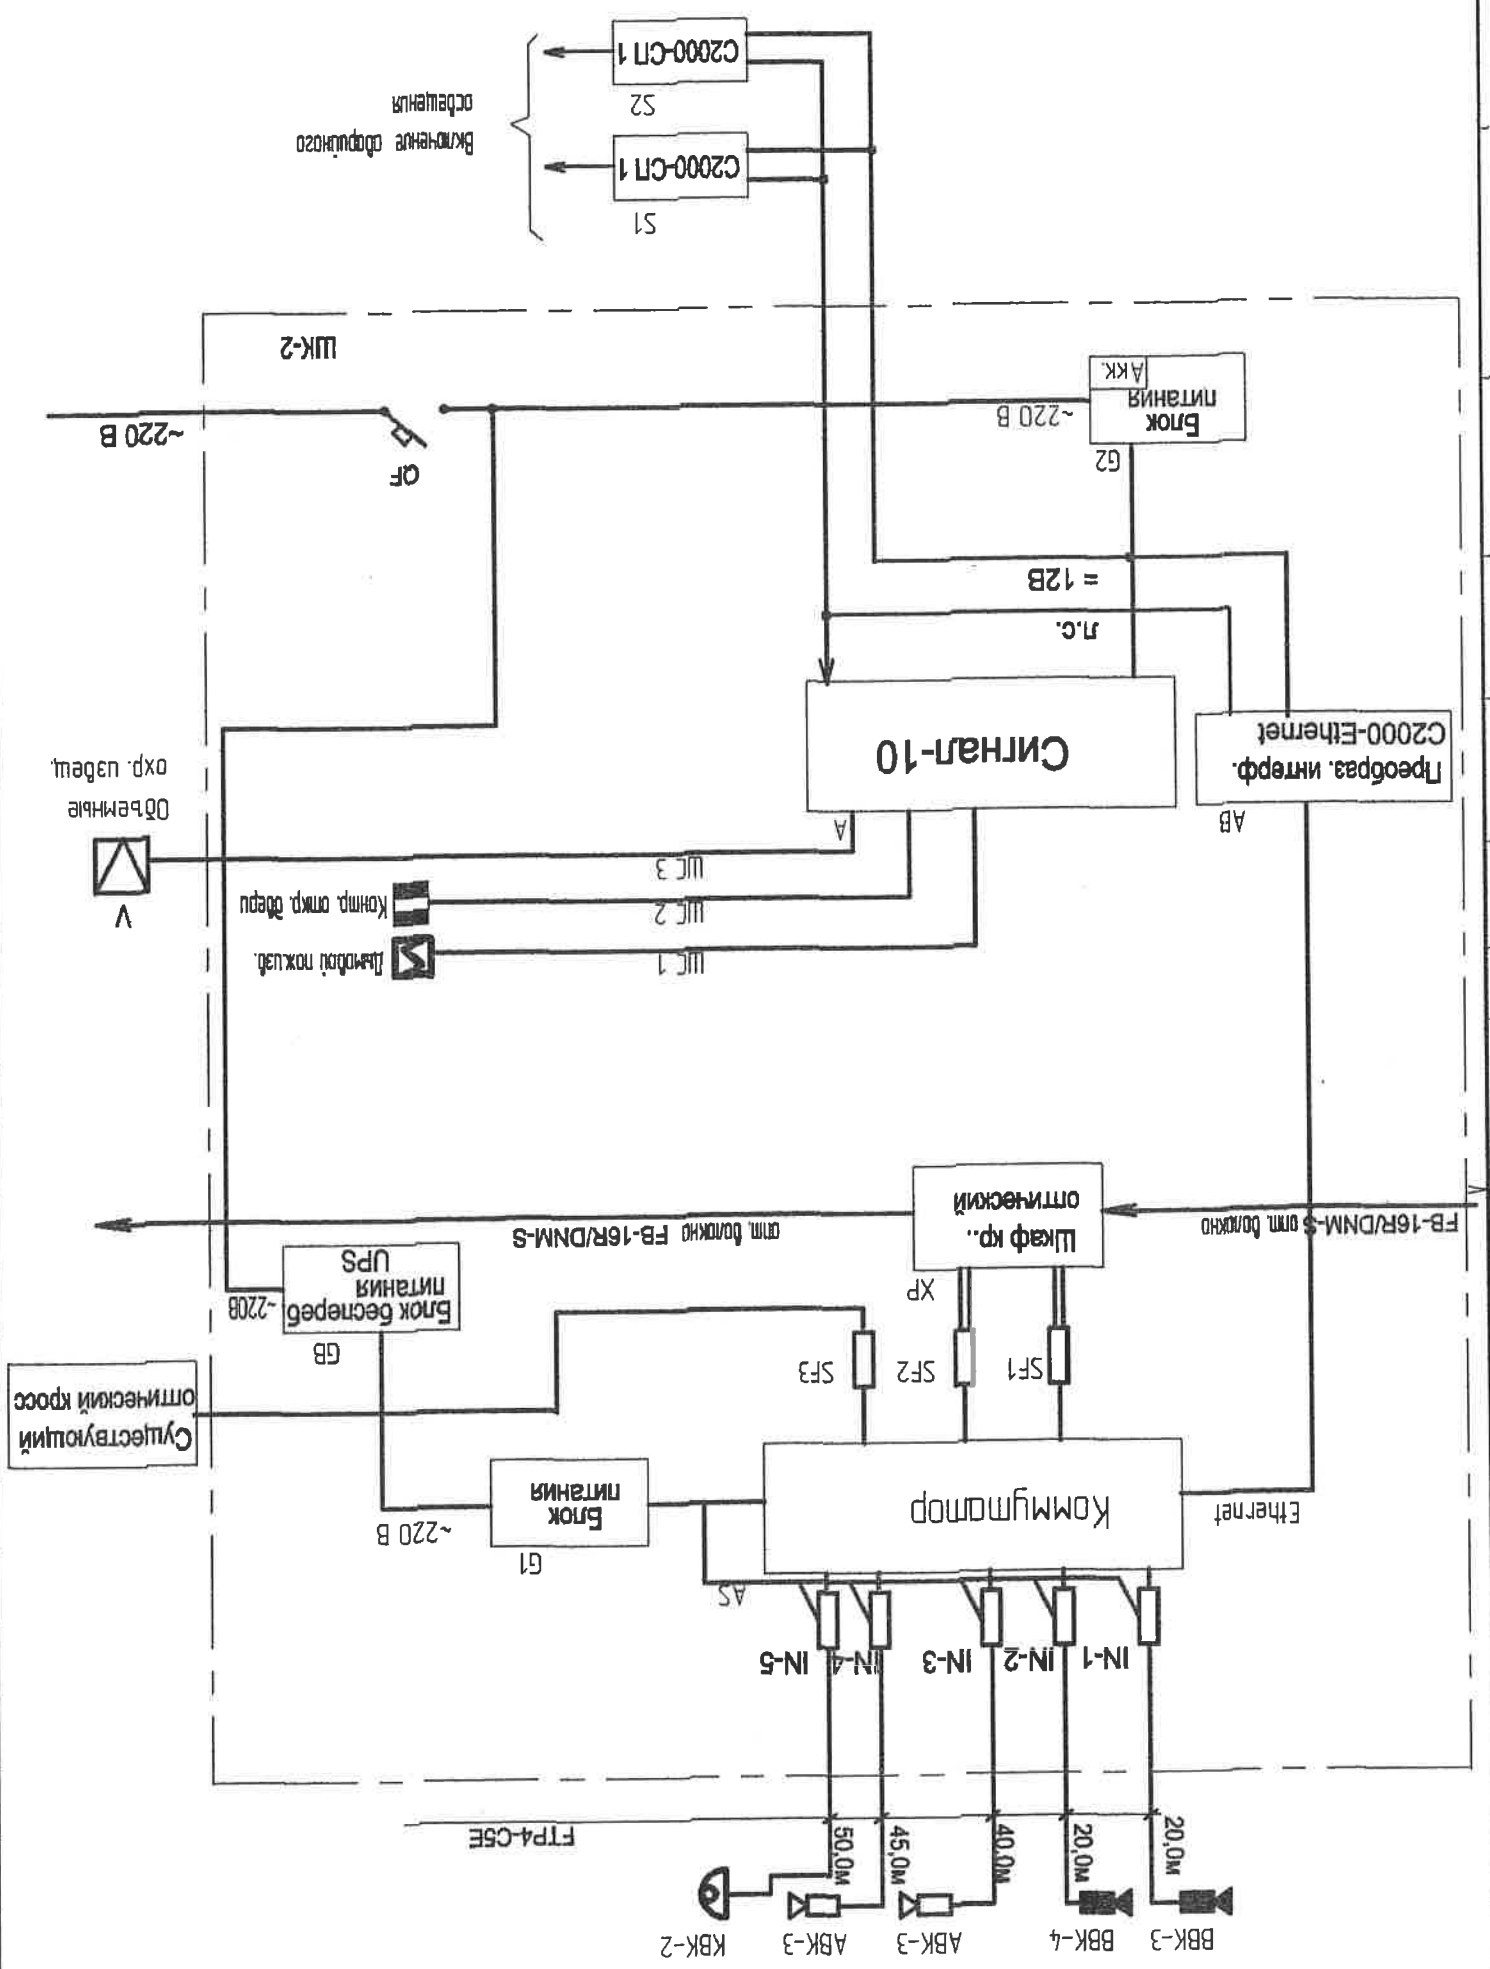 ВВК-3
ВВК-4
АВК-3
АВК-3
КВК-2
20,0м
20,0м
40,0м
45,0м
50,0м
FTP4-C5E
IN-1
IN-2
IN-3
IN-4
IN-5
AS
G1
Ethernet
Коммутатор
Блок
питания
~220 В
Существующий
оптический кросс
SF1
SF2
SF3
GB
Блок беспереб
питания
UPS
~220В
XP
Шкаф кр..
оптический
FB-16R/DNM-S опт. волокно
опт. волокно FB-16R/DNM-S
ШС 1
Дымовой пож.изв.
ШС 2
Контр. откр. двери
V
ШС 3
Объемные
охр. извещ.
AB
Преобраз. интерф.
С2000-Ethernet
A
Сигнал-10
л.с.
= 12В
G2
Блок
питания
Акк.
~220 В
QF
~220 В
ШК-2
S1
С2000-СП 1
Включение аварийного
освещения
S2
С2000-СП 1